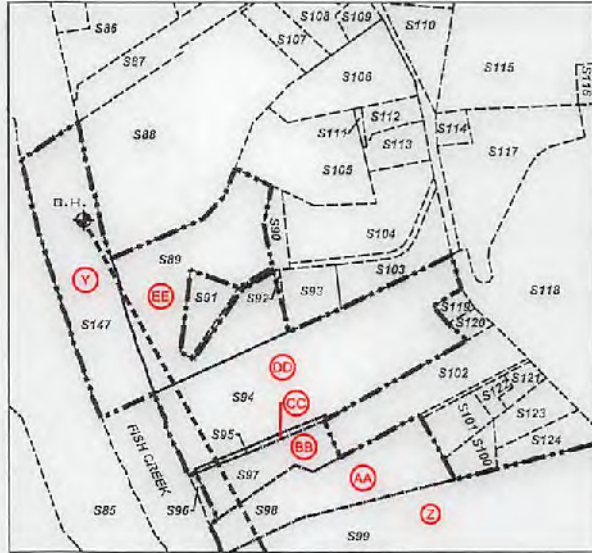 S86
S87
S88
S107
S108
S109
S110
S106
S115
S116
S111
S112
S113
S114
S105
S117
B.H.
S90
S104
S89
S103
S91
S92
S93
S118
Y
EE
S147
S119
S120
DD
S94
CC
S102
S95
BB
S121
S122
S123
S101
S100
S124
FISH CREEK
S97
S96
AA
S98
Z
S85
S99